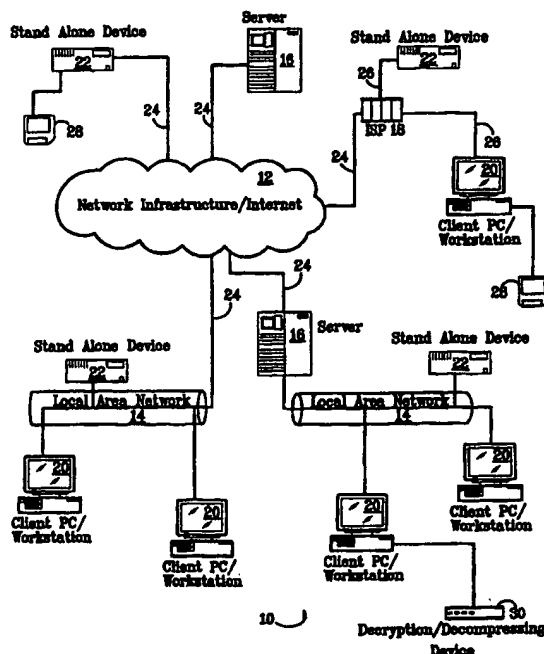 Server
Stand Alone Device
22
16
28
24
24
Stand Alone Device
22
26
ISP 18
24
26
20
Client PC/
Workstation
26
12
Network Infrastructure/Internet
24
24
16
Server
Stand Alone Device
22
Local Area Network
14
20
Client PC/
Workstation
20
Client PC/
Workstation
Stand Alone Device
22
Local Area Network
14
20
Client PC/
Workstation
20
Client PC/
Workstation
10
30
Decryption/Decompressing
Device